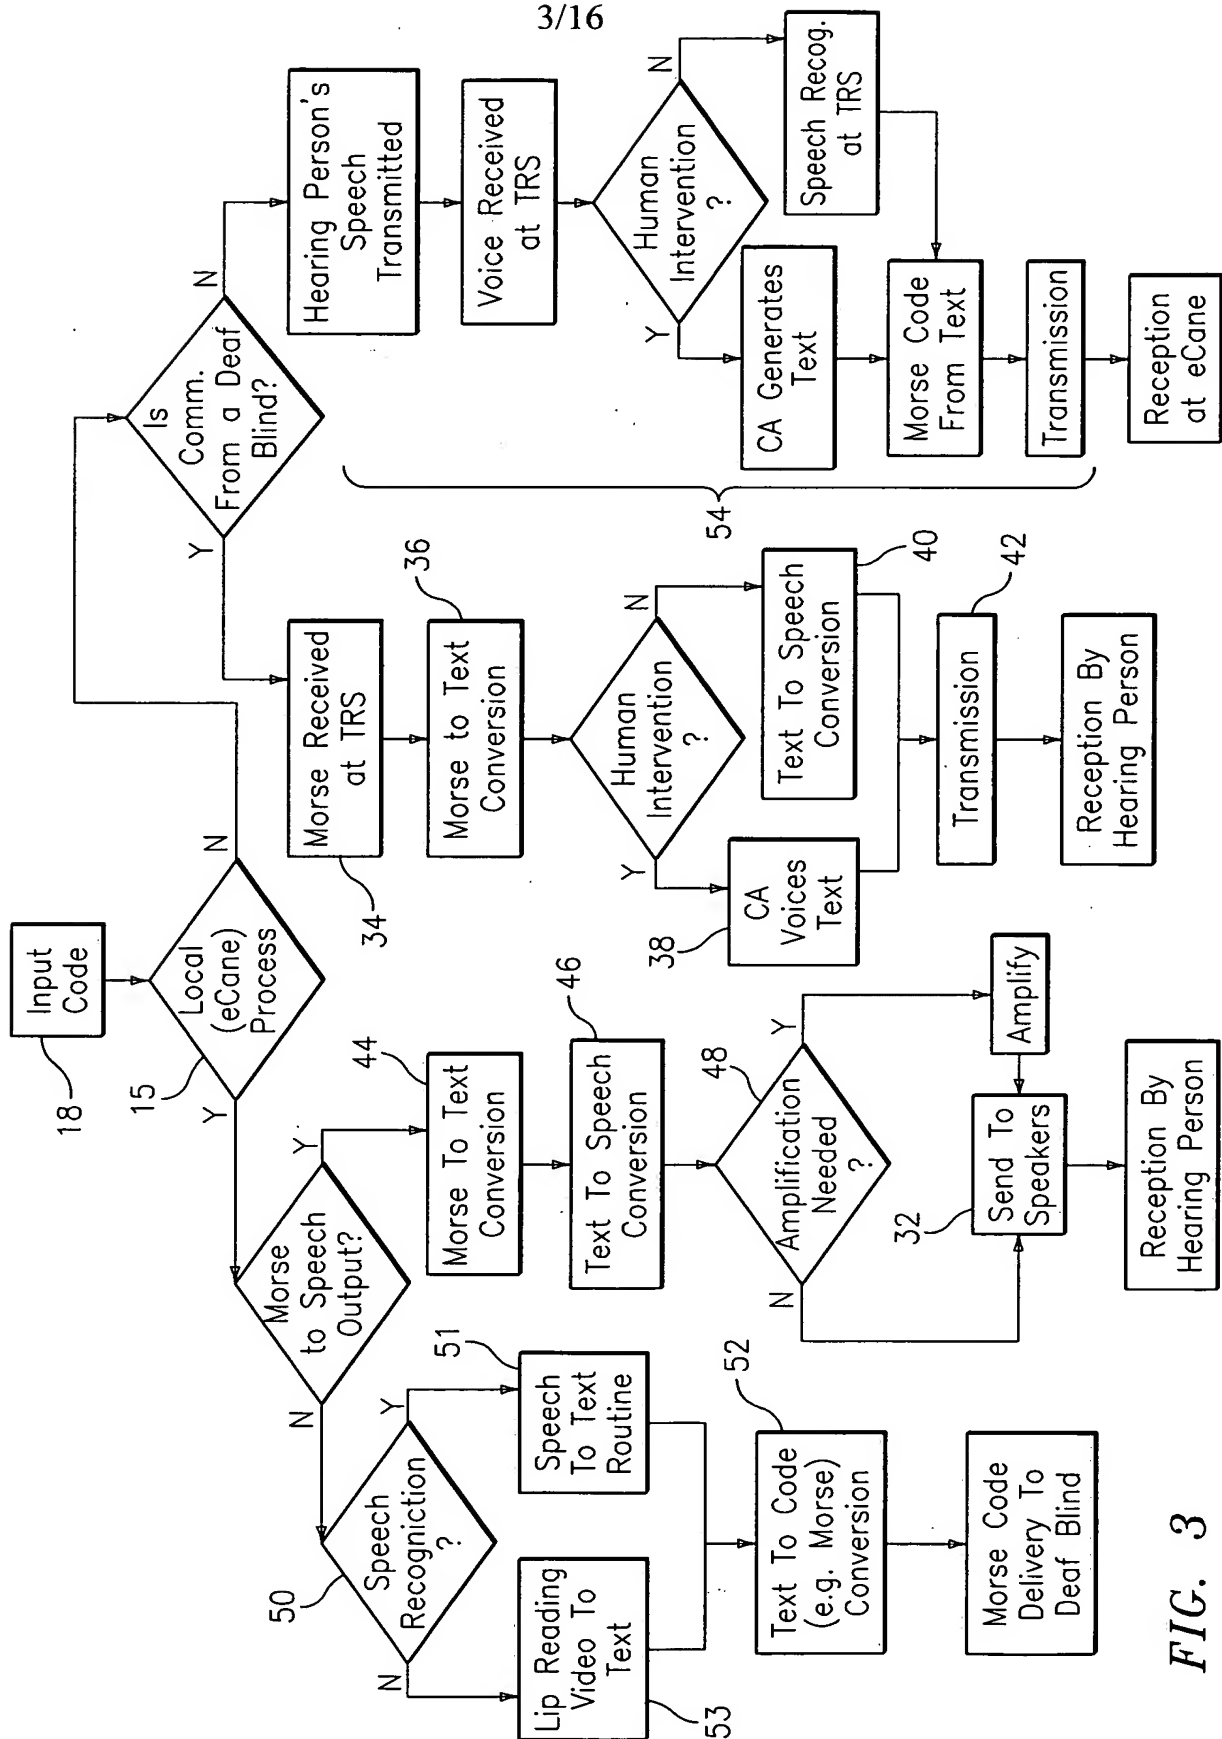 3/16
Input
Code
18
Local
(eCane)
Process
15
Y
N
Morse
to Speech
Output?
N
Y
Speech
Recogniction
?
50
N
Y
Lip Reading
Video To
Text
53
Speech
To Text
Routine
51
Text To Code
(e.g. Morse)
Conversion
52
Morse Code
Delivery To
Deaf Blind
Morse To Text
Conversion
44
Text To Speech
Conversion
46
Amplification
Needed
?
48
N
Y
Amplify
Send To
Speakers
32
Reception By
Hearing Person
Is
Comm.
From a Deaf
Blind?
Y
N
Morse Received
at TRS
34
Morse to Text
Conversion
36
Human
Intervention
?
Y
N
CA
Voices
Text
38
Text To Speech
Conversion
40
Transmission
42
Reception By
Hearing Person
54
Hearing Person's
Speech
Transmitted
Voice Received
at TRS
Human
Intervention
?
Y
N
CA Generates
Text
Speech Recog.
at TRS
Morse Code
From Text
Transmission
Reception
at eCane
FIG. 3